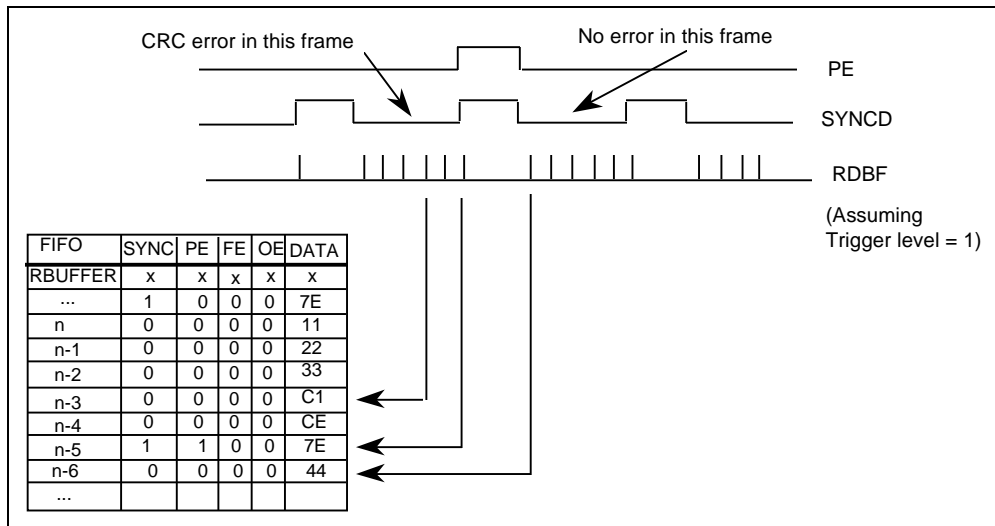 CRC error in this frame
No error in this frame
PE
SYNCD
RDBF
(Assuming
Trigger level = 1)
FIFO SYNC PE FE OE DATA
RBUFFER x x x x x
... 1 0 0 0 7E
n 0 0 0 0 11
n-1 0 0 0 0 22
n-2 0 0 0 0 33
n-3 0 0 0 0 C1
n-4 0 0 0 0 CE
n-5 1 1 0 0 7E
n-6 0 0 0 0 44
...